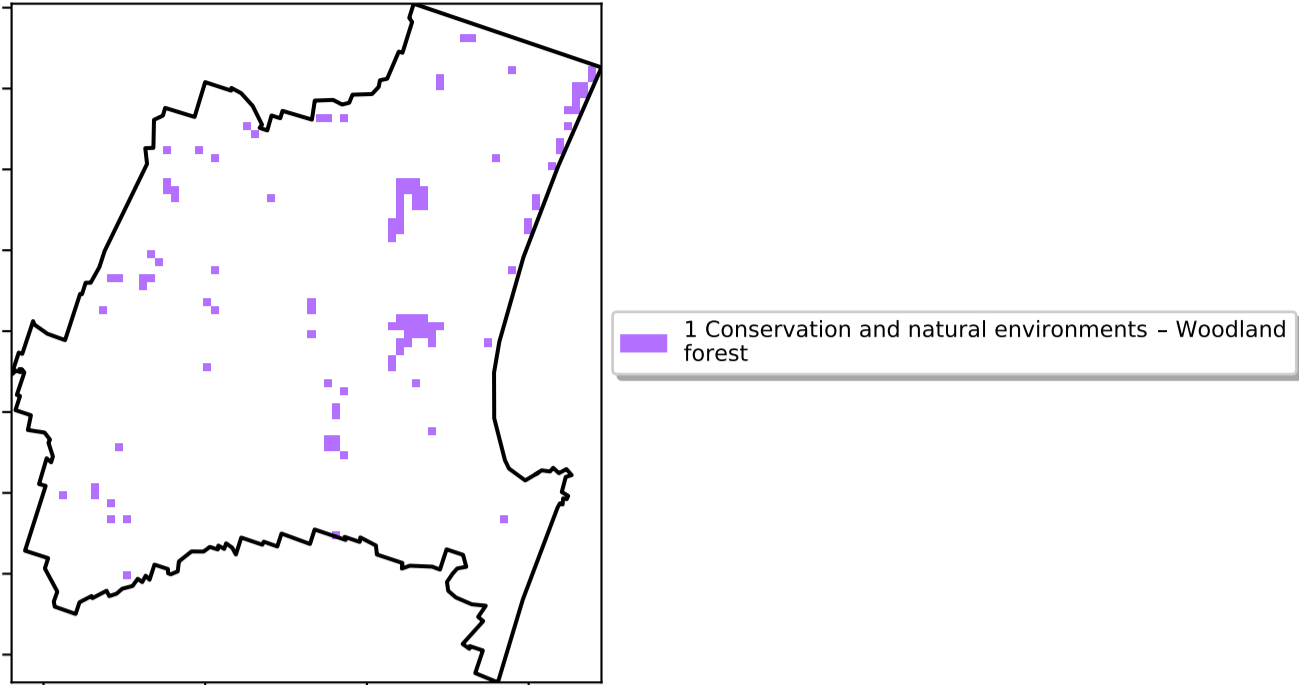 1 Conservation and natural environments – Woodland
forest